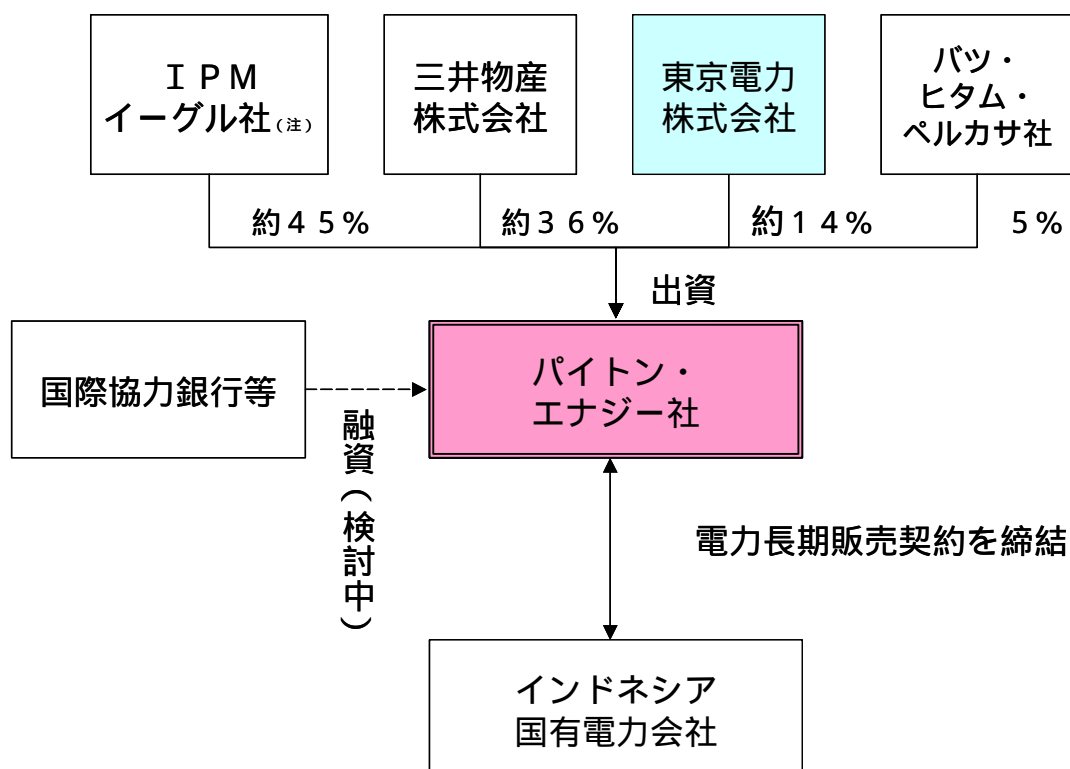 ＩＰＭ
イーグル社（注）
三井物産
株式会社
東京電力
株式会社
バツ・
ヒタム・
ペルカサ社
約４５％
約３６％
約１４％
５％
出資
国際協力銀行等
融資（検討中）
パイトン・
エナジー社
電力長期販売契約を締結
インドネシア
国有電力会社